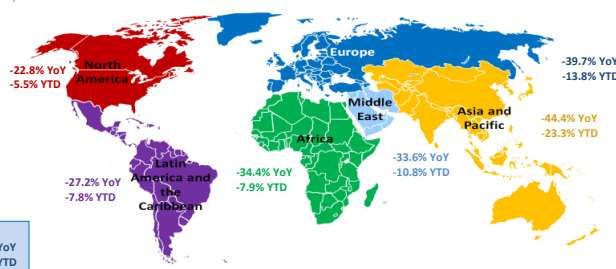 Europe
-39.7% YoY
-13.8% YTD
North
America
-22.8% YoY
-5.5% YTD
Middle
East
Asia and
Pacific
-44.4% YoY
-23.3% YTD
Africa
-33.6% YoY
-10.8% YTD
Latin
America and
the
Caribbean
-34.4% YoY
-7.9% YTD
-27.2% YoY
-7.8% YTD
YoY
YTD